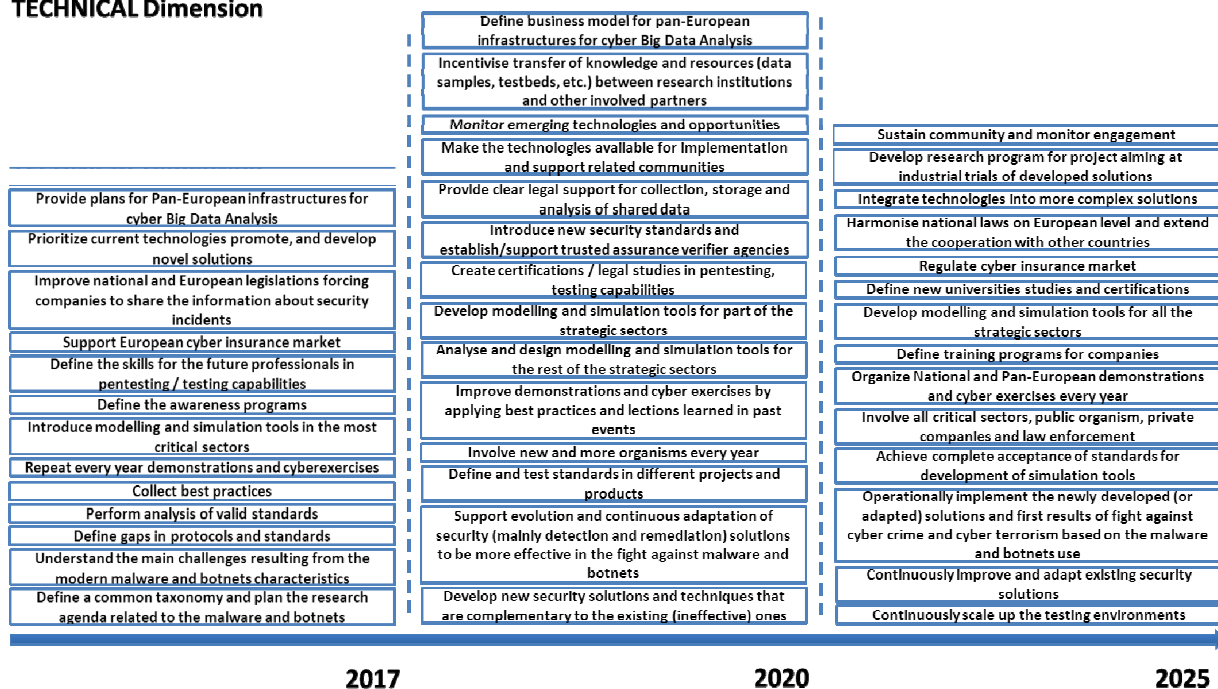 TECHNICAL Dimension
Provide plans for Pan-European infrastructures for
cyber Big Data Analysis
Prioritize current technologies promote, and develop
novel solutions
Improve national and European legislations forcing
companies to share the information about security
incidents
Support European cyber insurance market
Define the skills for the future professionals in
pentesting / testing capabilities
Define the awareness programs
Introduce modelling and simulation tools in the most
critical sectors
Repeat every year demonstrations and cyberexercises
Collect best practices
Perform analysis of valid standards
Define gaps in protocols and standards
Understand the main challenges resulting from the
modern malware and botnets characteristics
Define a common taxonomy and plan the research
agenda related to the malware and botnets
Define business model for pan-European
infrastructures for cyber Big Data Analysis
Incentivise transfer of knowledge and resources (data
samples, testbeds, etc.) between research institutions
and other involved partners
Monitor emerging technologies and opportunities
Make the technologies available for implementation
and support related communities
Provide clear legal support for collection, storage and
analysis of shared data
Introduce new security standards and
establish/support trusted assurance verifier agencies
Create certifications / legal studies in pentesting,
testing capabilities
Develop modelling and simulation tools for part of the
strategic sectors
Analyse and design modelling and simulation tools for
the rest of the strategic sectors
Improve demonstrations and cyber exercises by
applying best practices and lections learned in past
events
Involve new and more organisms every year
Define and test standards in different projects and
products
Support evolution and continuous adaptation of
security (mainly detection and remediation) solutions
to be more effective in the fight against malware and
botnets
Develop new security solutions and techniques that
are complementary to the existing (ineffective) ones
Sustain community and monitor engagement
Develop research program for project aiming at
industrial trials of developed solutions
Integrate technologies into more complex solutions
Harmonise national laws on European level and extend
the cooperation with other countries
Regulate cyber insurance market
Define new universities studies and certifications
Develop modelling and simulation tools for all the
strategic sectors
Define training programs for companies
Organize National and Pan-European demonstrations
and cyber exercises every year
Involve all critical sectors, public organism, private
companies and law enforcement
Achieve complete acceptance of standards for
development of simulation tools
Operationally implement the newly developed (or
adapted) solutions and first results of fight against
cyber crime and cyber terrorism based on the malware
and botnets use
Continuously improve and adapt existing security
solutions
Continuously scale up the testing environments
2017
2020
2025